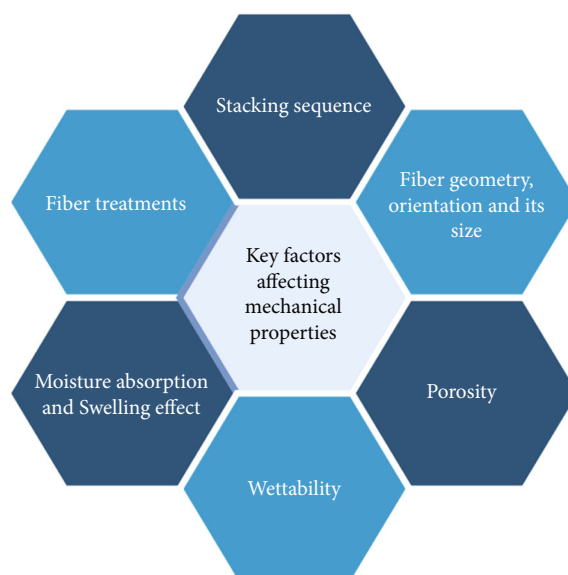 Stacking sequence
Fiber treatments
Fiber geometry,
orientation and its
size
Key factors
affecting
mechanical
properties
Moisture absorption
and Swelling effect
Porosity
Wettability